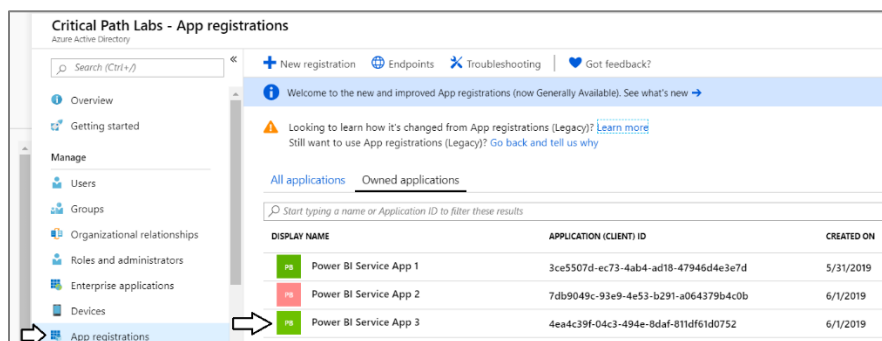 Critical Path Labs - App registrations
Azure Active Directory
Search (Ctrl+/)
«
Overview
Getting started
Manage
Users
Groups
Organizational relationships
Roles and administrators
Enterprise applications
Devices
App registrations
New registration Endpoints Troubleshooting Got feedback?
Welcome to the new and improved App registrations (now Generally Available). See what's new →
Looking to learn how it's changed from App registrations (Legacy)? Learn more
Still want to use App registrations (Legacy)? Go back and tell us why
All applications Owned applications
Start typing a name or Application ID to filter these results
DISPLAY NAME APPLICATION (CLIENT) ID CREATED ON
PB Power BI Service App 1 3ce5507d-ec73-4ab4-ad18-47946d4e3e7d 5/31/2019
PB Power BI Service App 2 7db9049c-93e9-4e53-b291-a064379b4c0b 6/1/2019
PB Power BI Service App 3 4ea4c39f-04c3-494e-8daf-811df61d0752 6/1/2019